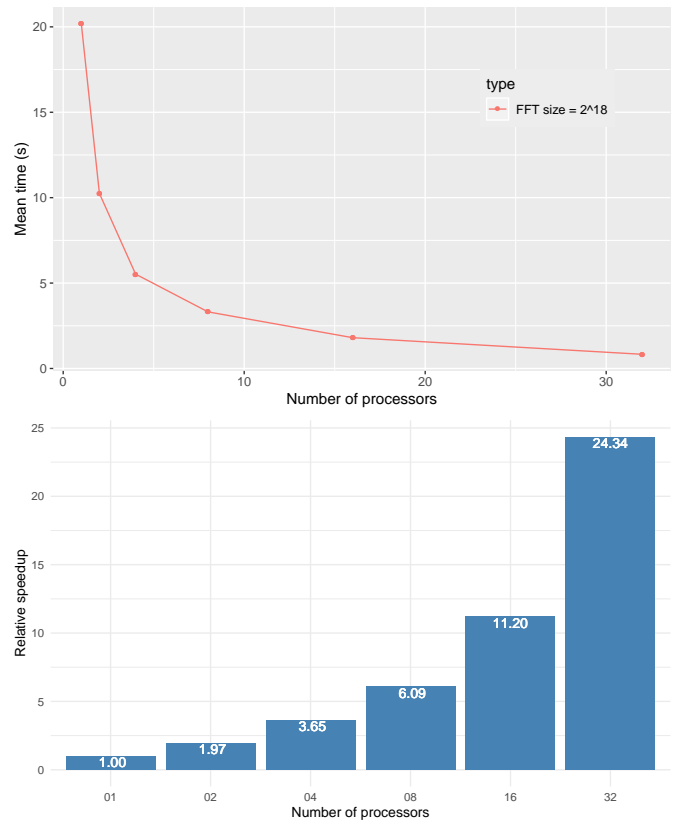 20
15
10
5
0
Mean time (s)
type
FFT size = 2^18
0 10 20 30
Number of processors
25
20
15
10
5
0
Relative speedup
1.00
1.97
3.65
6.09
11.20
24.34
01 02 04 08 16 32
Number of processors